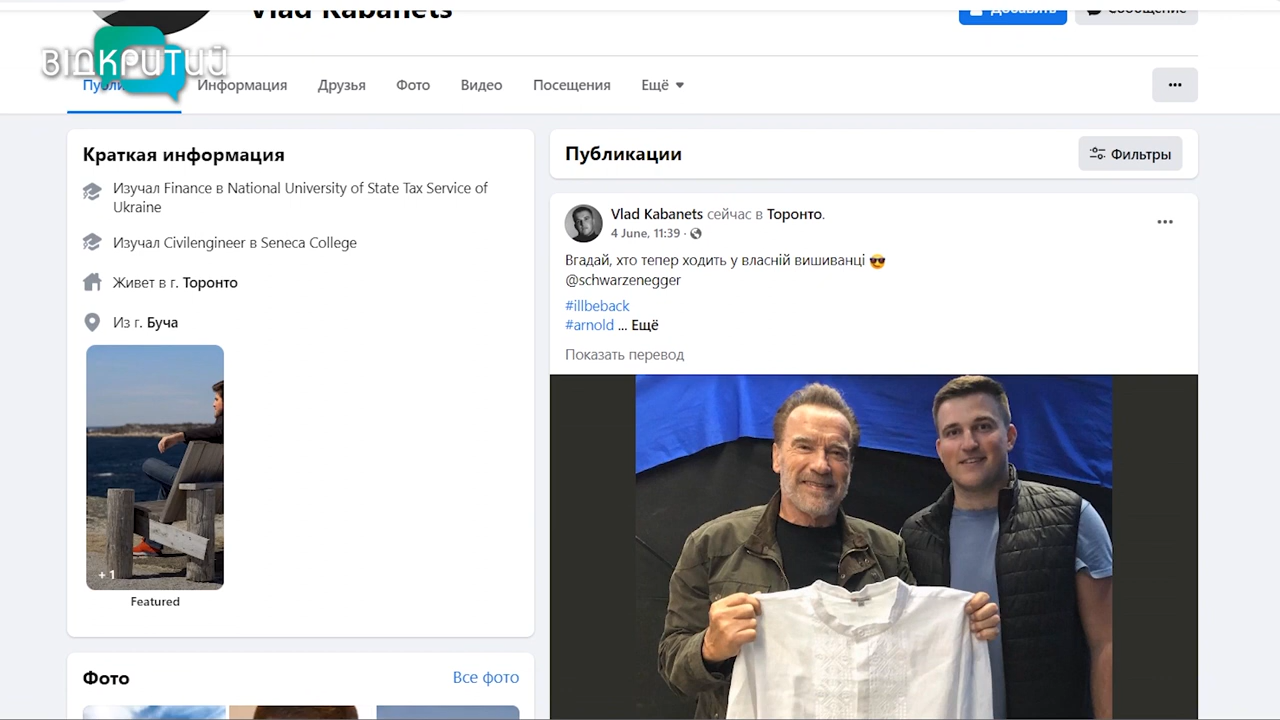 Vlad Kabanets
Добавить
Сообщение
ВІДКРИТИЙ
Информация
Друзья
Фото
Видео
Посещения
Ещё
Краткая информация
Изучал Finance в National University of State Tax Service of
Ukraine
Изучал Civilengineer в Seneca College
Живет в г. Торонто
Из г. Буча
+ 1
Featured
Фото
Все фото
Публикации
Фильтры
Vlad Kabanets сейчас в Торонто.
4 June, 11:39 ·
Вгадай, хто тепер ходить у власній вишиванці 😎
@schwarzenegger
#illbeback
#arnold ... Ещё
Показать перевод